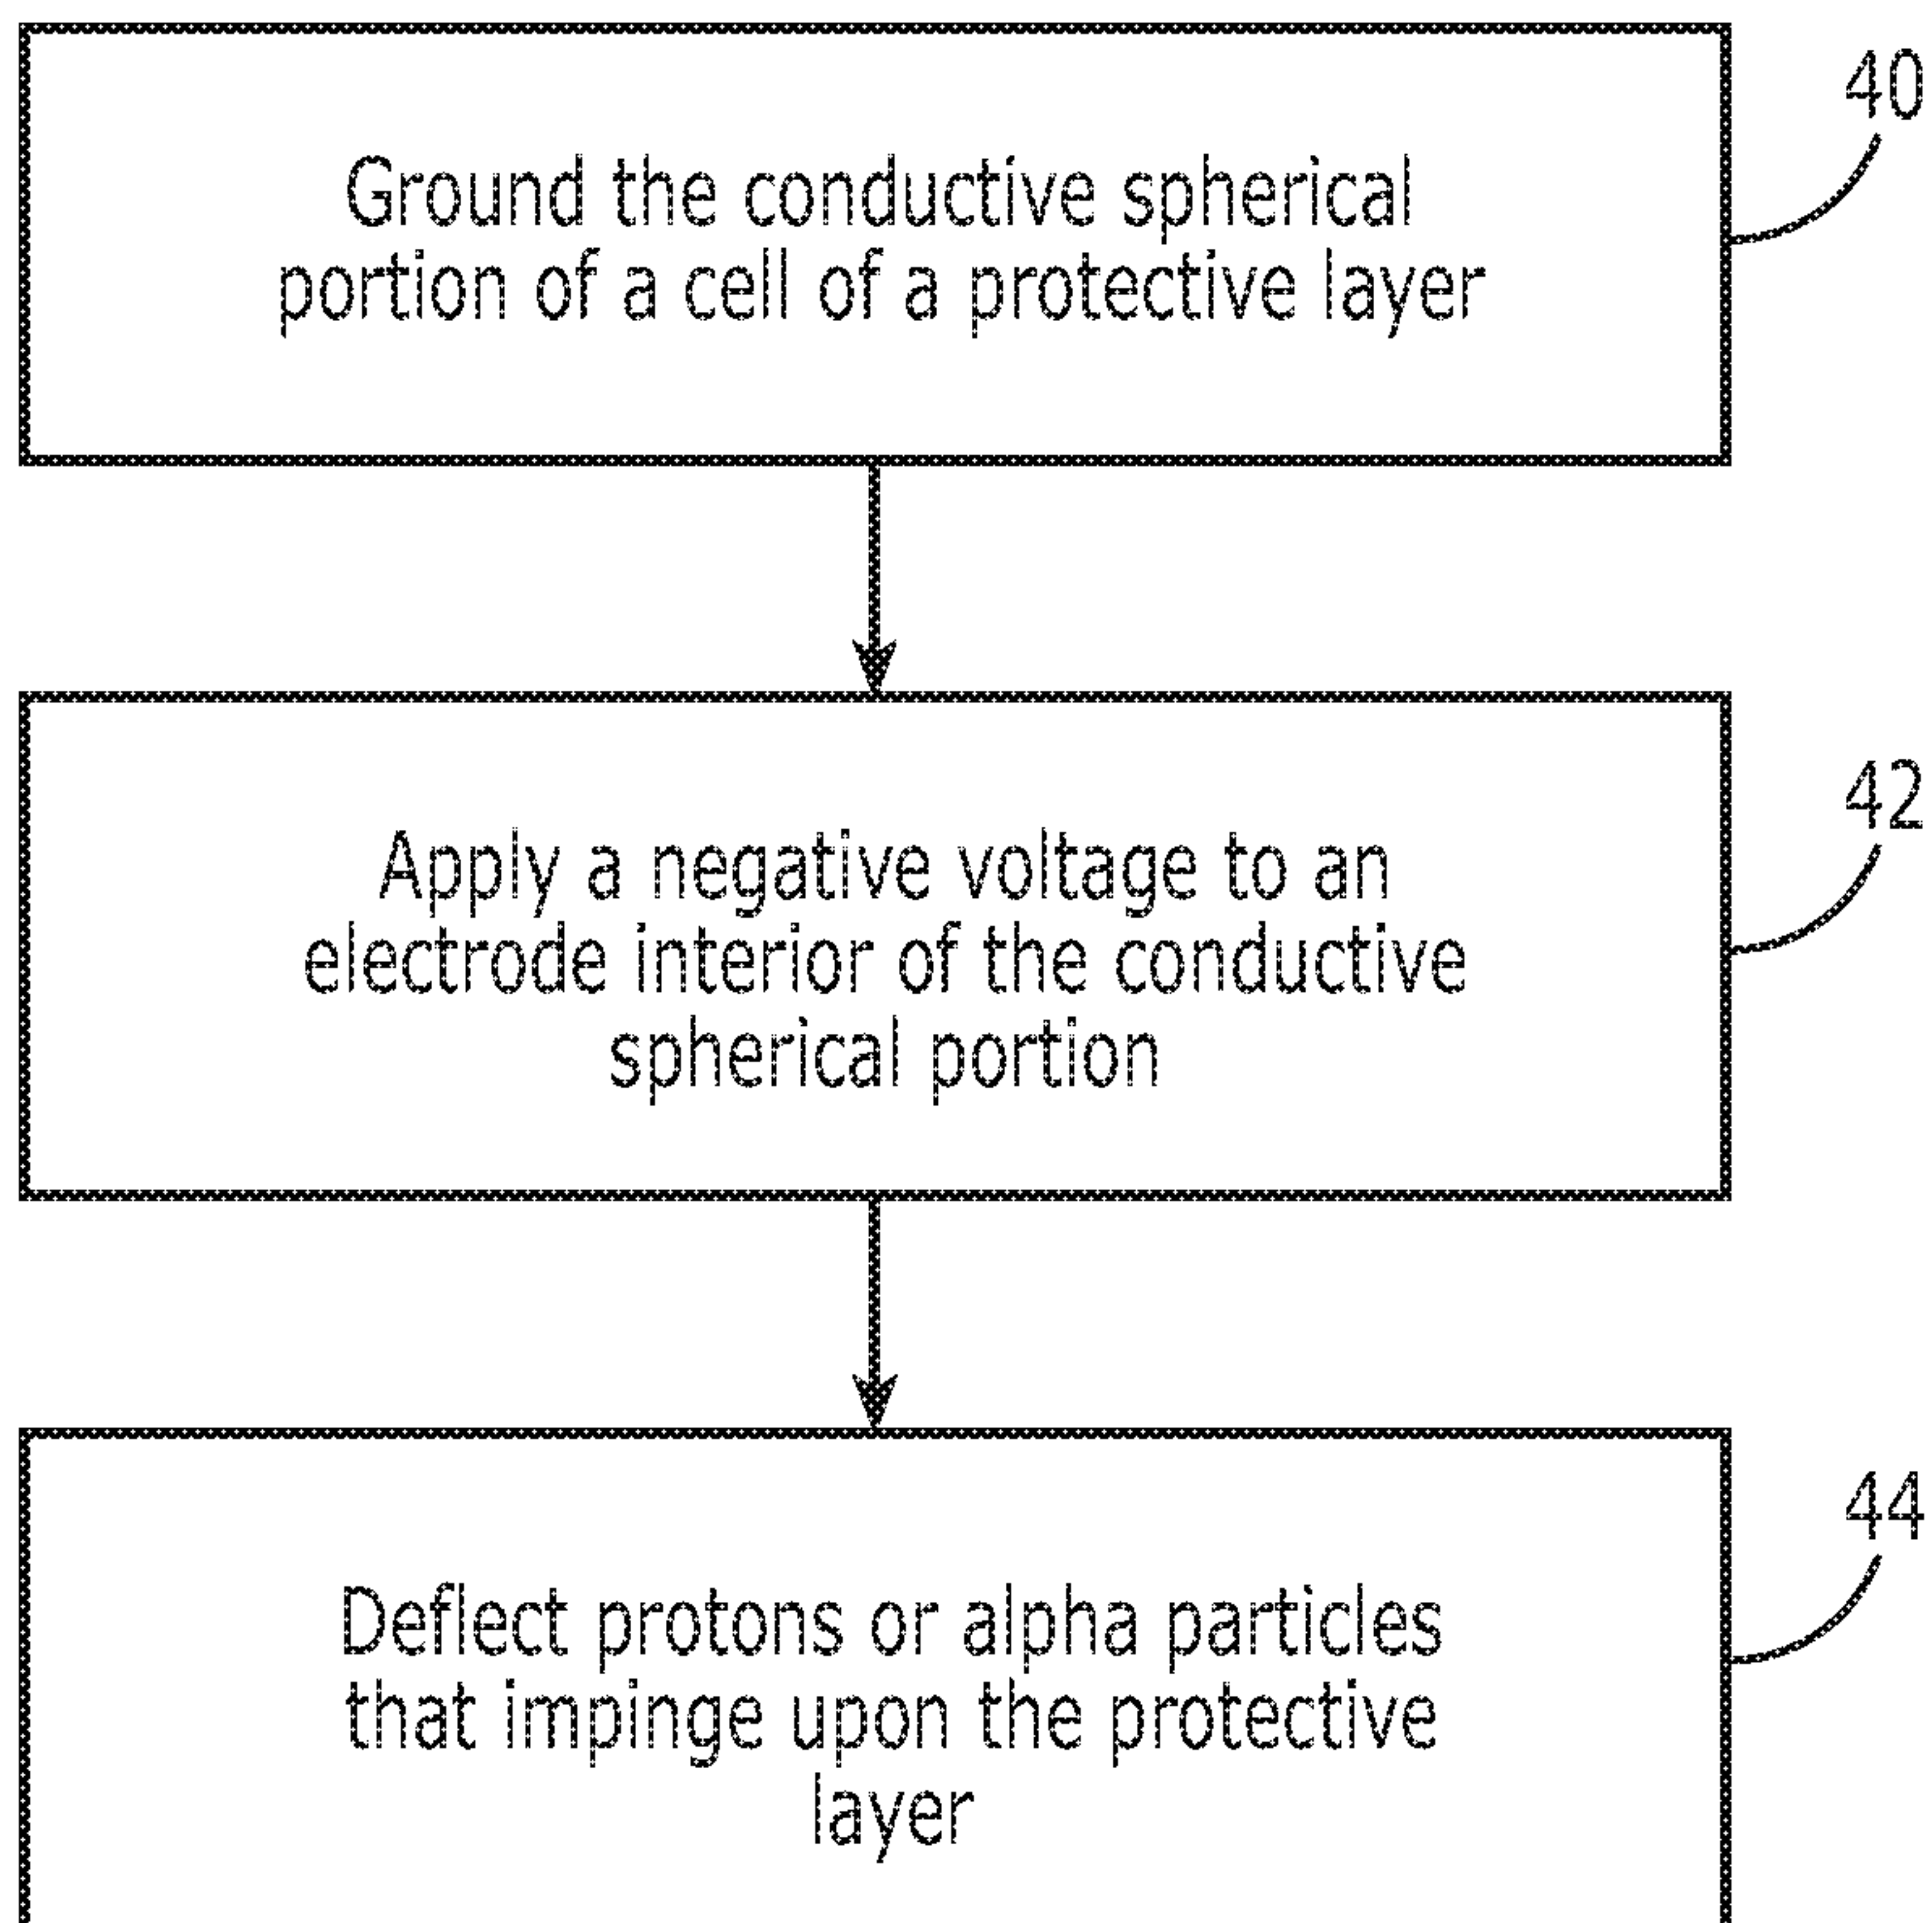 40
Ground the conductive spherical
portion of a cell of a protective layer
42
Apply a negative voltage to an
electrode interior of the conductive
spherical portion
44
Deflect protons or alpha particles
that impinge upon the protective
layer